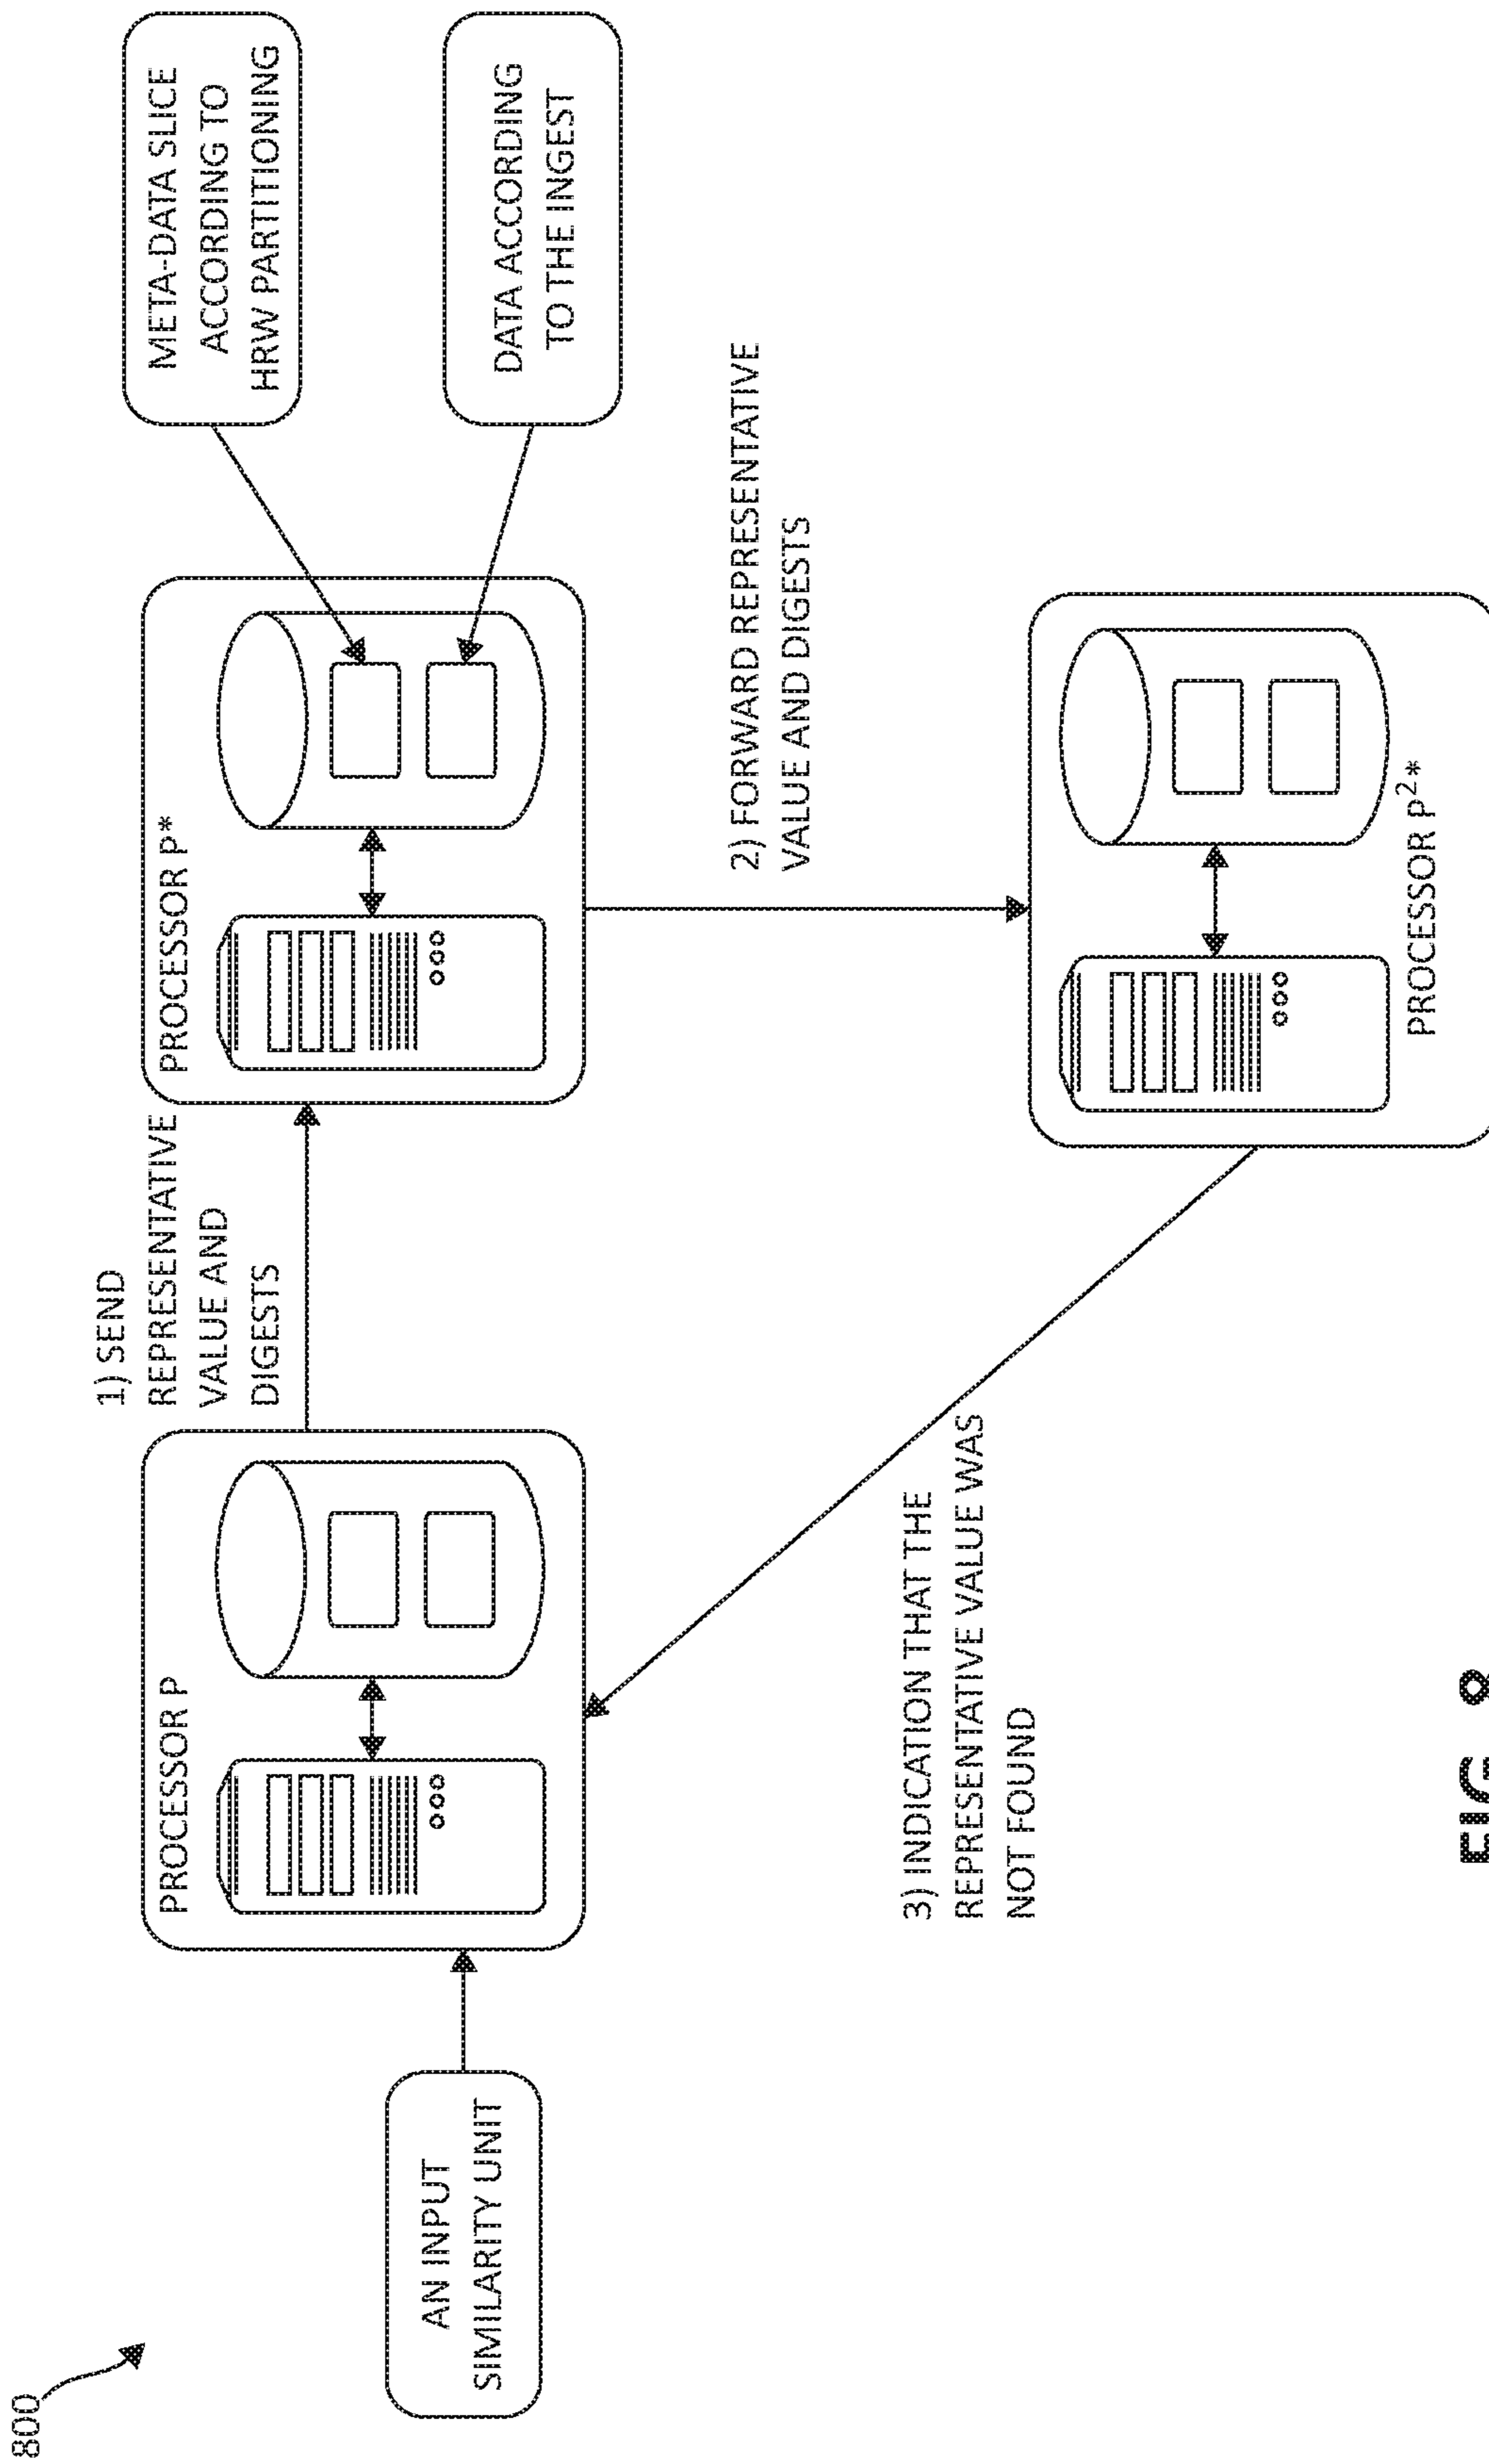 800
AN INPUT
SIMILARITY UNIT
PROCESSOR P
1) SEND
REPRESENTATIVE
VALUE AND
DIGESTS
PROCESSOR P*
META-DATA SLICE
ACCORDING TO
HRW PARTITIONING
DATA ACCORDING
TO THE INGEST
2) FORWARD REPRESENTATIVE
VALUE AND DIGESTS
3) INDICATION THAT THE
REPRESENTATIVE VALUE WAS
NOT FOUND
PROCESSOR P²*
FIG. 8